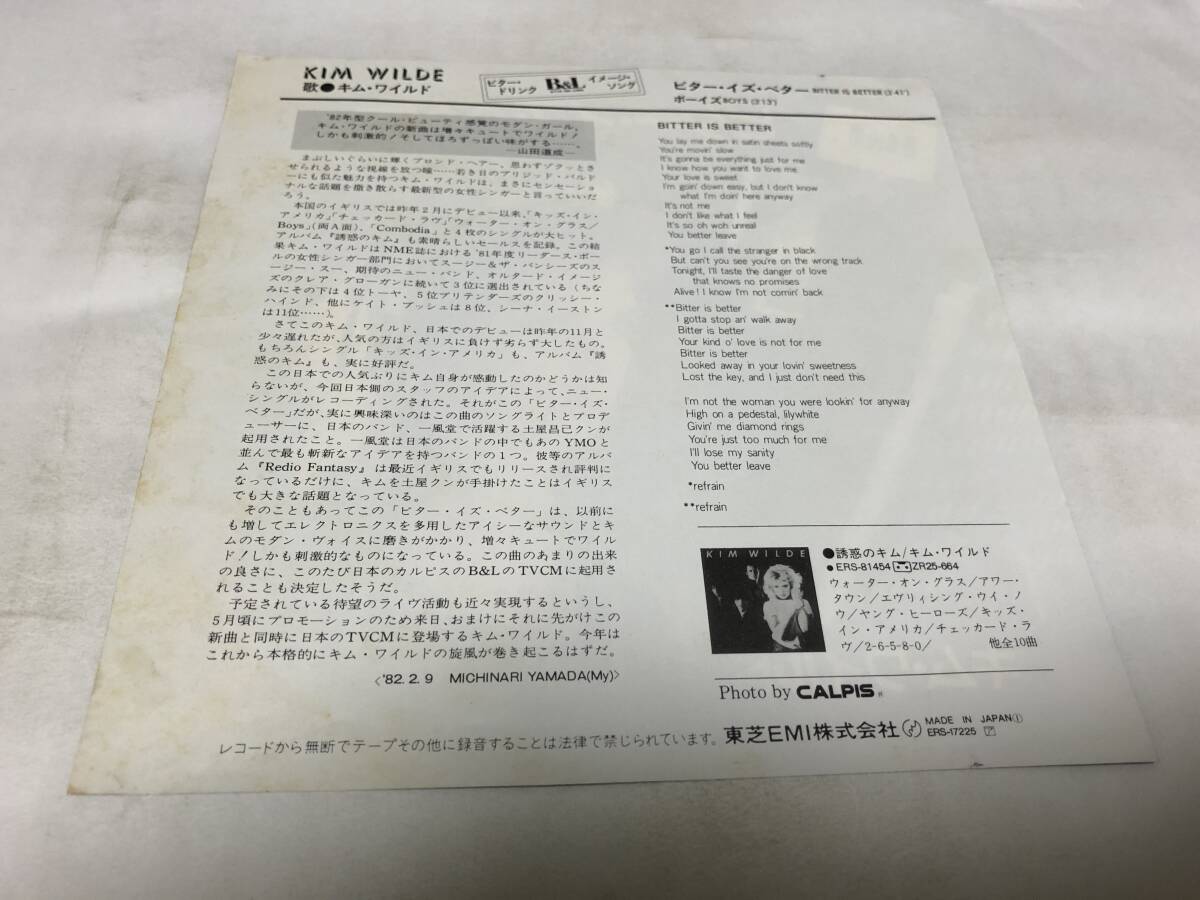 KIM WILDE
歌●キム・ワイルド
ビター・ドリンク
B&L
イメージ・ソング
ビター・イズ・ベター BITTER IS BETTER (3'41")
ボーイズ BOYS (3'13")
'82年型クール・ビューティ感覚のモダン・ガール、
キム・ワイルドの新曲は増々キュートでワイルド!
しかも刺激的!そしてほろずっぱい味がする……。
—山田道成—
まぶしいぐらいに輝くブロンド・ヘアー、思わずゾクッとさ
せられるような視線を放つ瞳……若き日のブリジッド・バルド
ーにも似た魅力を持つキム・ワイルドは、まさにセンセーショ
ナルな話題を撒き散らす最新型の女性シンガーと言っていいだ
ろう。
本国のイギリスでは昨年2月にデビュー以来、「キッズ・イン・
アメリカ」「チェッカード・ラヴ」「ウォーター・オン・グラス/
Boys」(両A面)、「Combodia」と4枚のシングルが大ヒット。
アルバム『誘惑のキム』も素晴らしいセールスを記録。この結
果キム・ワイルドはNME誌における'81年度リーダース・ポー
ルの女性シンガー部門においてスージー&ザ・バンシーズのス
ージー・スー、期待のニュー・バンド、オルタード・イメージ
ズのクレア・グローガンに続いて3位に選出されている(ちな
みにその下は4位トーヤ、5位プリテンダーズのクリッシー・
ハインド、他にケイト・ブッシュは8位、シーナ・イーストン
は11位……)。
さてこのキム・ワイルド、日本でのデビューは昨年の11月と
少々遅れたが、人気の方はイギリスに負けず劣らず大したもの。
もちろんシングル「キッズ・イン・アメリカ」も、アルバム『誘
惑のキム』も、実に好評だ。
この日本での人気ぶりにキム自身が感動したのかどうかは知
らないが、今回日本側のスタッフのアイデアによって、ニュー・
シングルがレコーディングされた。それがこの「ビター・イズ・
ベター」だが、実に興味深いのはこの曲のソングライトとプロデ
ューサーに、日本のバンド、一風堂で活躍する土屋昌己クンが
起用されたこと。一風堂は日本のバンドの中でもあのYMOと
並んで最も斬新なアイデアを持つバンドの1つ。彼等のアルバ
ム『Redio Fantasy』は最近イギリスでもリリースされ評判に
なっているだけに、キムを土屋クンが手掛けたことはイギリス
でも大きな話題となっている。
そのこともあってこの「ビター・イズ・ベター」は、以前に
も増してエレクトロニクスを多用したアイシーなサウンドとキ
ムのモダン・ヴォイスに磨きがかかり、増々キュートでワイル
ド!しかも刺激的なものになっている。この曲のあまりの出来
の良さに、このたび日本のカルピスのB&LのTVCMに起用さ
れることも決定したそうだ。
予定されている待望のライヴ活動も近々実現するというし、
5月頃にプロモーションのため来日、おまけにそれに先がけこの
新曲と同時に日本のTVCMに登場するキム・ワイルド。今年は
これから本格的にキム・ワイルドの旋風が巻き起こるはずだ。
〈'82. 2. 9 MICHINARI YAMADA(My)〉
BITTER IS BETTER
You lay me down in satin sheets softly
You're movin' slow
It's gonna be everything just for me
I know how you want to love me
Your love is sweet
I'm goin' down easy, but I don't know
what I'm doin' here anyway
It's not me
I don't like what I feel
It's so oh woh unreal
You better leave
*You go I call the stranger in black
But can't you see you're on the wrong track
Tonight, I'll taste the danger of love
that knows no promises
Alive! I know I'm not comin' back
**Bitter is better
I gotta stop an' walk away
Bitter is better
Your kind o' love is not for me
Bitter is better
Looked away in your lovin' sweetness
Lost the key, and I just don't need this
I'm not the woman you were lookin' for anyway
High on a pedestal, lilywhite
Givin' me diamond rings
You're just too much for me
I'll lose my sanity
You better leave
*refrain
**refrain
KIM WILDE
●誘惑のキム/キム・ワイルド
●ERS-81454 ZR25-664
ウォーター・オン・グラス/アワー・
タウン/エヴリィシング・ウイ・ノ
ウ/ヤング・ヒーローズ/キッズ・
イン・アメリカ/チェッカード・ラ
ヴ/2-6-5-8-0/ 他全10曲
Photo by CALPIS
レコードから無断でテープその他に録音することは法律で禁じられています。
東芝EMI株式会社
MADE IN JAPAN①
ERS-17225